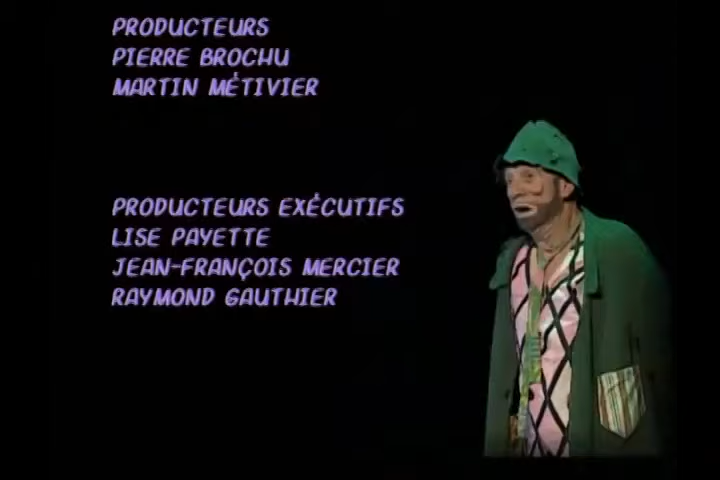 PRODUCTEURS
PIERRE BROCHU
MARTIN MÉTIVIER
PRODUCTEURS EXÉCUTIFS
LISE PAYETTE
JEAN-FRANÇOIS MERCIER
RAYMOND GAUTHIER